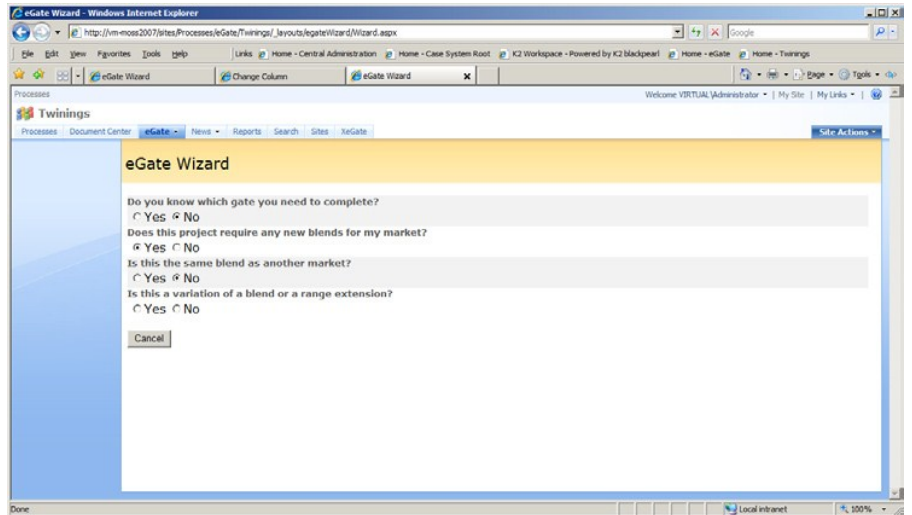 eGate Wizard - Windows Internet Explorer
http://vm-moss2007/sites/Processes/eGate/Twinings/_layouts/egateWizard/Wizard.aspx
Google
File Edit View Favorites Tools Help
Links Home - Central Administration Home - Case System Root K2 Workspace - Powered by K2 blackpearl Home - eGate Home - Twinings
eGate Wizard Change Column eGate Wizard Page Tools
Processes Welcome VIRTUAL\Administrator | My Site | My Links |
Twinings
Processes Document Center eGate News Reports Search Sites XeGate Site Actions
eGate Wizard
Do you know which gate you need to complete?
Yes No
Does this project require any new blends for my market?
Yes No
Is this the same blend as another market?
Yes No
Is this a variation of a blend or a range extension?
Yes No
Cancel
Done Local intranet 100%